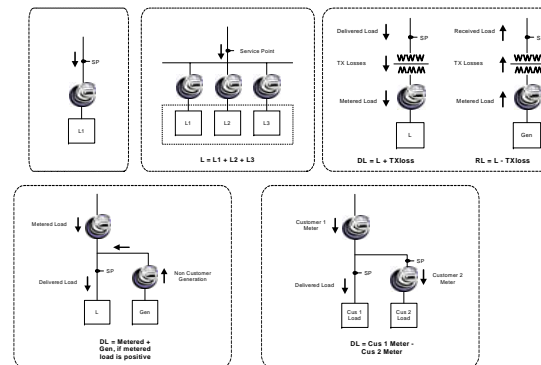 SP
L1
Service Point
L1
L2
L3
L = L1 + L2 + L3
Delivered Load
SP
TX Losses
Metered Load
L
DL = L + TXloss
Received Load
TX Losses
Metered Load
Gen
RL = L - TXloss
Metered Load
SP
Delivered Load
Non Customer
Generation
L
Gen
DL = Metered +
Gen, if metered
load is positive
Customer 1
Meter
SP
SP
Customer 2
Meter
Delivered Load
Cus 1
Load
Cus 2
Load
DL = Cus 1 Meter -
Cus 2 Meter